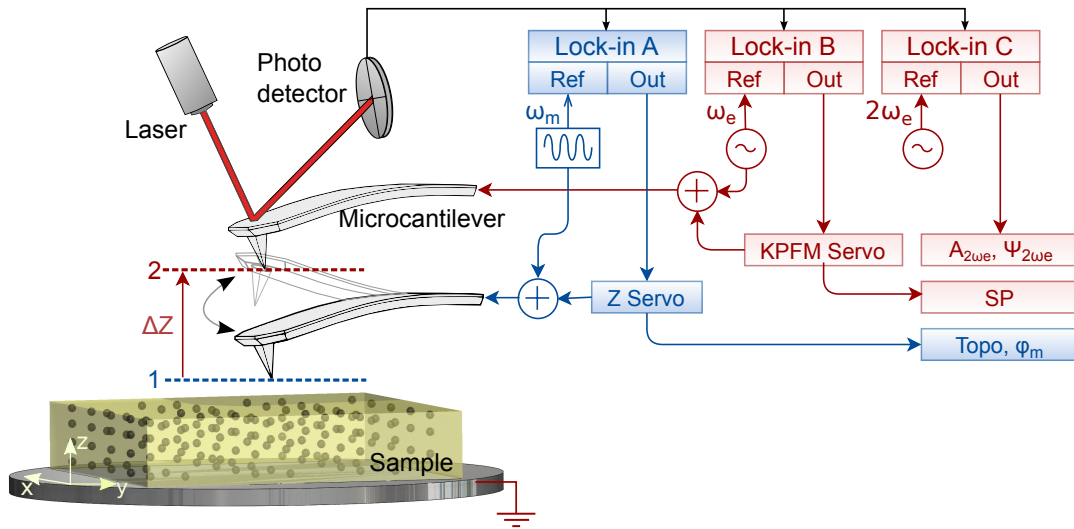 Lock-in A
Lock-in B
Lock-in C
Ref
Out
Ref
Out
Ref
Out
Photo
detector
Laser
ωm
ωe
2ωe
Microcantilever
KPFM Servo
A2ωe, Ψ2ωe
2
ΔZ
Z Servo
SP
Topo, φm
1
Sample
z
x
y